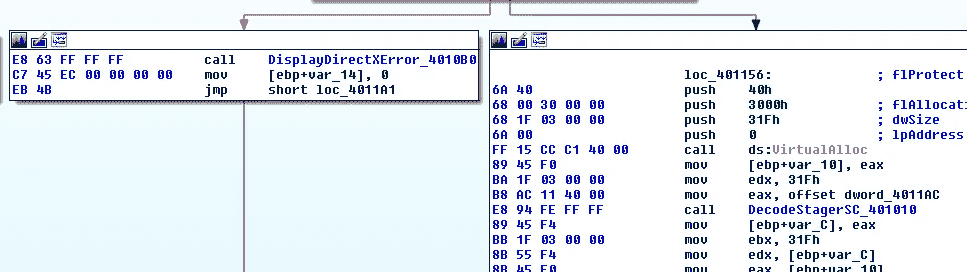 E8 63 FF FF FF call DisplayDirectXError_4010B0
C7 45 EC 00 00 00 00 mov [ebp+var_14], 0
EB 4B jmp short loc_4011A1
loc_401156: ; flProtect
6A 40 push 40h
68 00 30 00 00 push 3000h ; flAllocati
68 1F 03 00 00 push 31Fh ; dwSize
6A 00 push 0 ; lpAddress
FF 15 CC C1 40 00 call ds:VirtualAlloc
89 45 F0 mov [ebp+var_10], eax
BA 1F 03 00 00 mov edx, 31Fh
B8 AC 11 40 00 mov eax, offset dword_4011AC
E8 94 FE FF FF call DecodeStagerSC_401010
89 45 F4 mov [ebp+var_C], eax
BB 1F 03 00 00 mov ebx, 31Fh
8B 55 F4 mov edx, [ebp+var_C]
8B 45 F0 mov eax, [ebp+var_10]